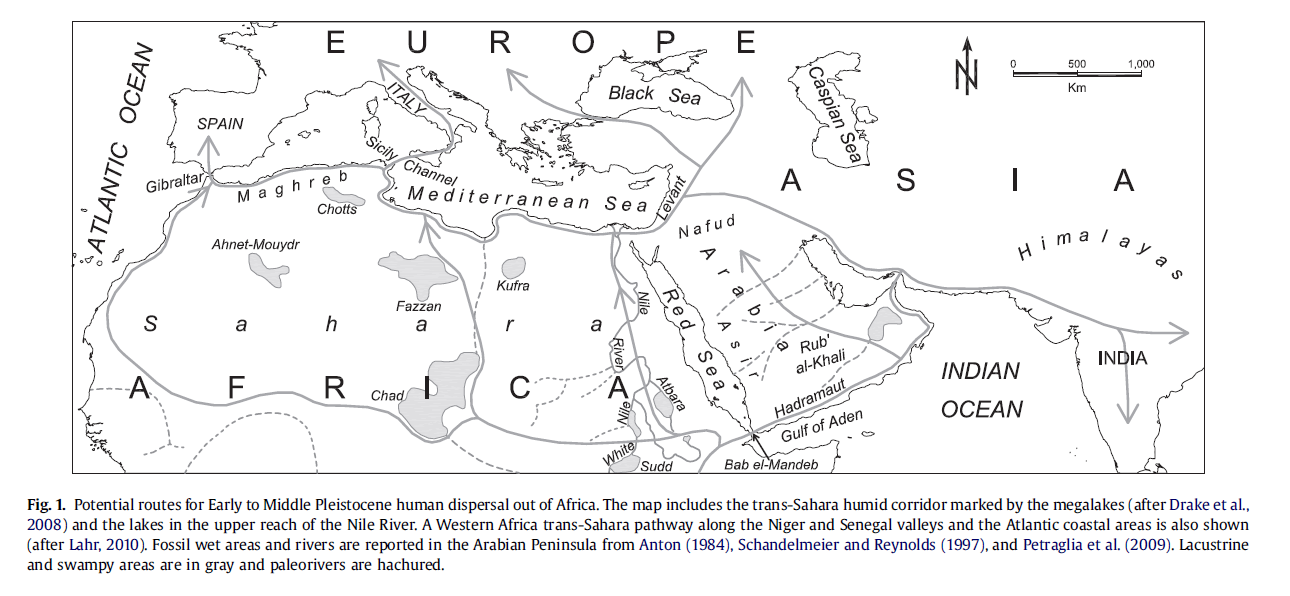 E U R O P E
ATLANTIC OCEAN
ITALY
Black Sea
Caspian Sea
N
0 500 1,000
Km
SPAIN
Sicily
Channel
Gibraltar
Maghreb
Mediterranean Sea
Levant
A S I A
Chotts
Nafud
Himalayas
Ahnet-Mouydr
Arabia
Fazzan
Kufra
Nile
Red Sea
S a h a r a
Asir
Rub'
al-Khali
River
INDIA
A F R I C A
Chad
Atbara
INDIAN
OCEAN
Hadramaut
Nile
White
Gulf of Aden
Sudd
Bab el-Mandeb
Fig. 1. Potential routes for Early to Middle Pleistocene human dispersal out of Africa. The map includes the trans-Sahara humid corridor marked by the megalakes (after Drake et al.,
2008) and the lakes in the upper reach of the Nile River. A Western Africa trans-Sahara pathway along the Niger and Senegal valleys and the Atlantic coastal areas is also shown
(after Lahr, 2010). Fossil wet areas and rivers are reported in the Arabian Peninsula from Anton (1984), Schandelmeier and Reynolds (1997), and Petraglia et al. (2009). Lacustrine
and swampy areas are in gray and paleorivers are hachured.